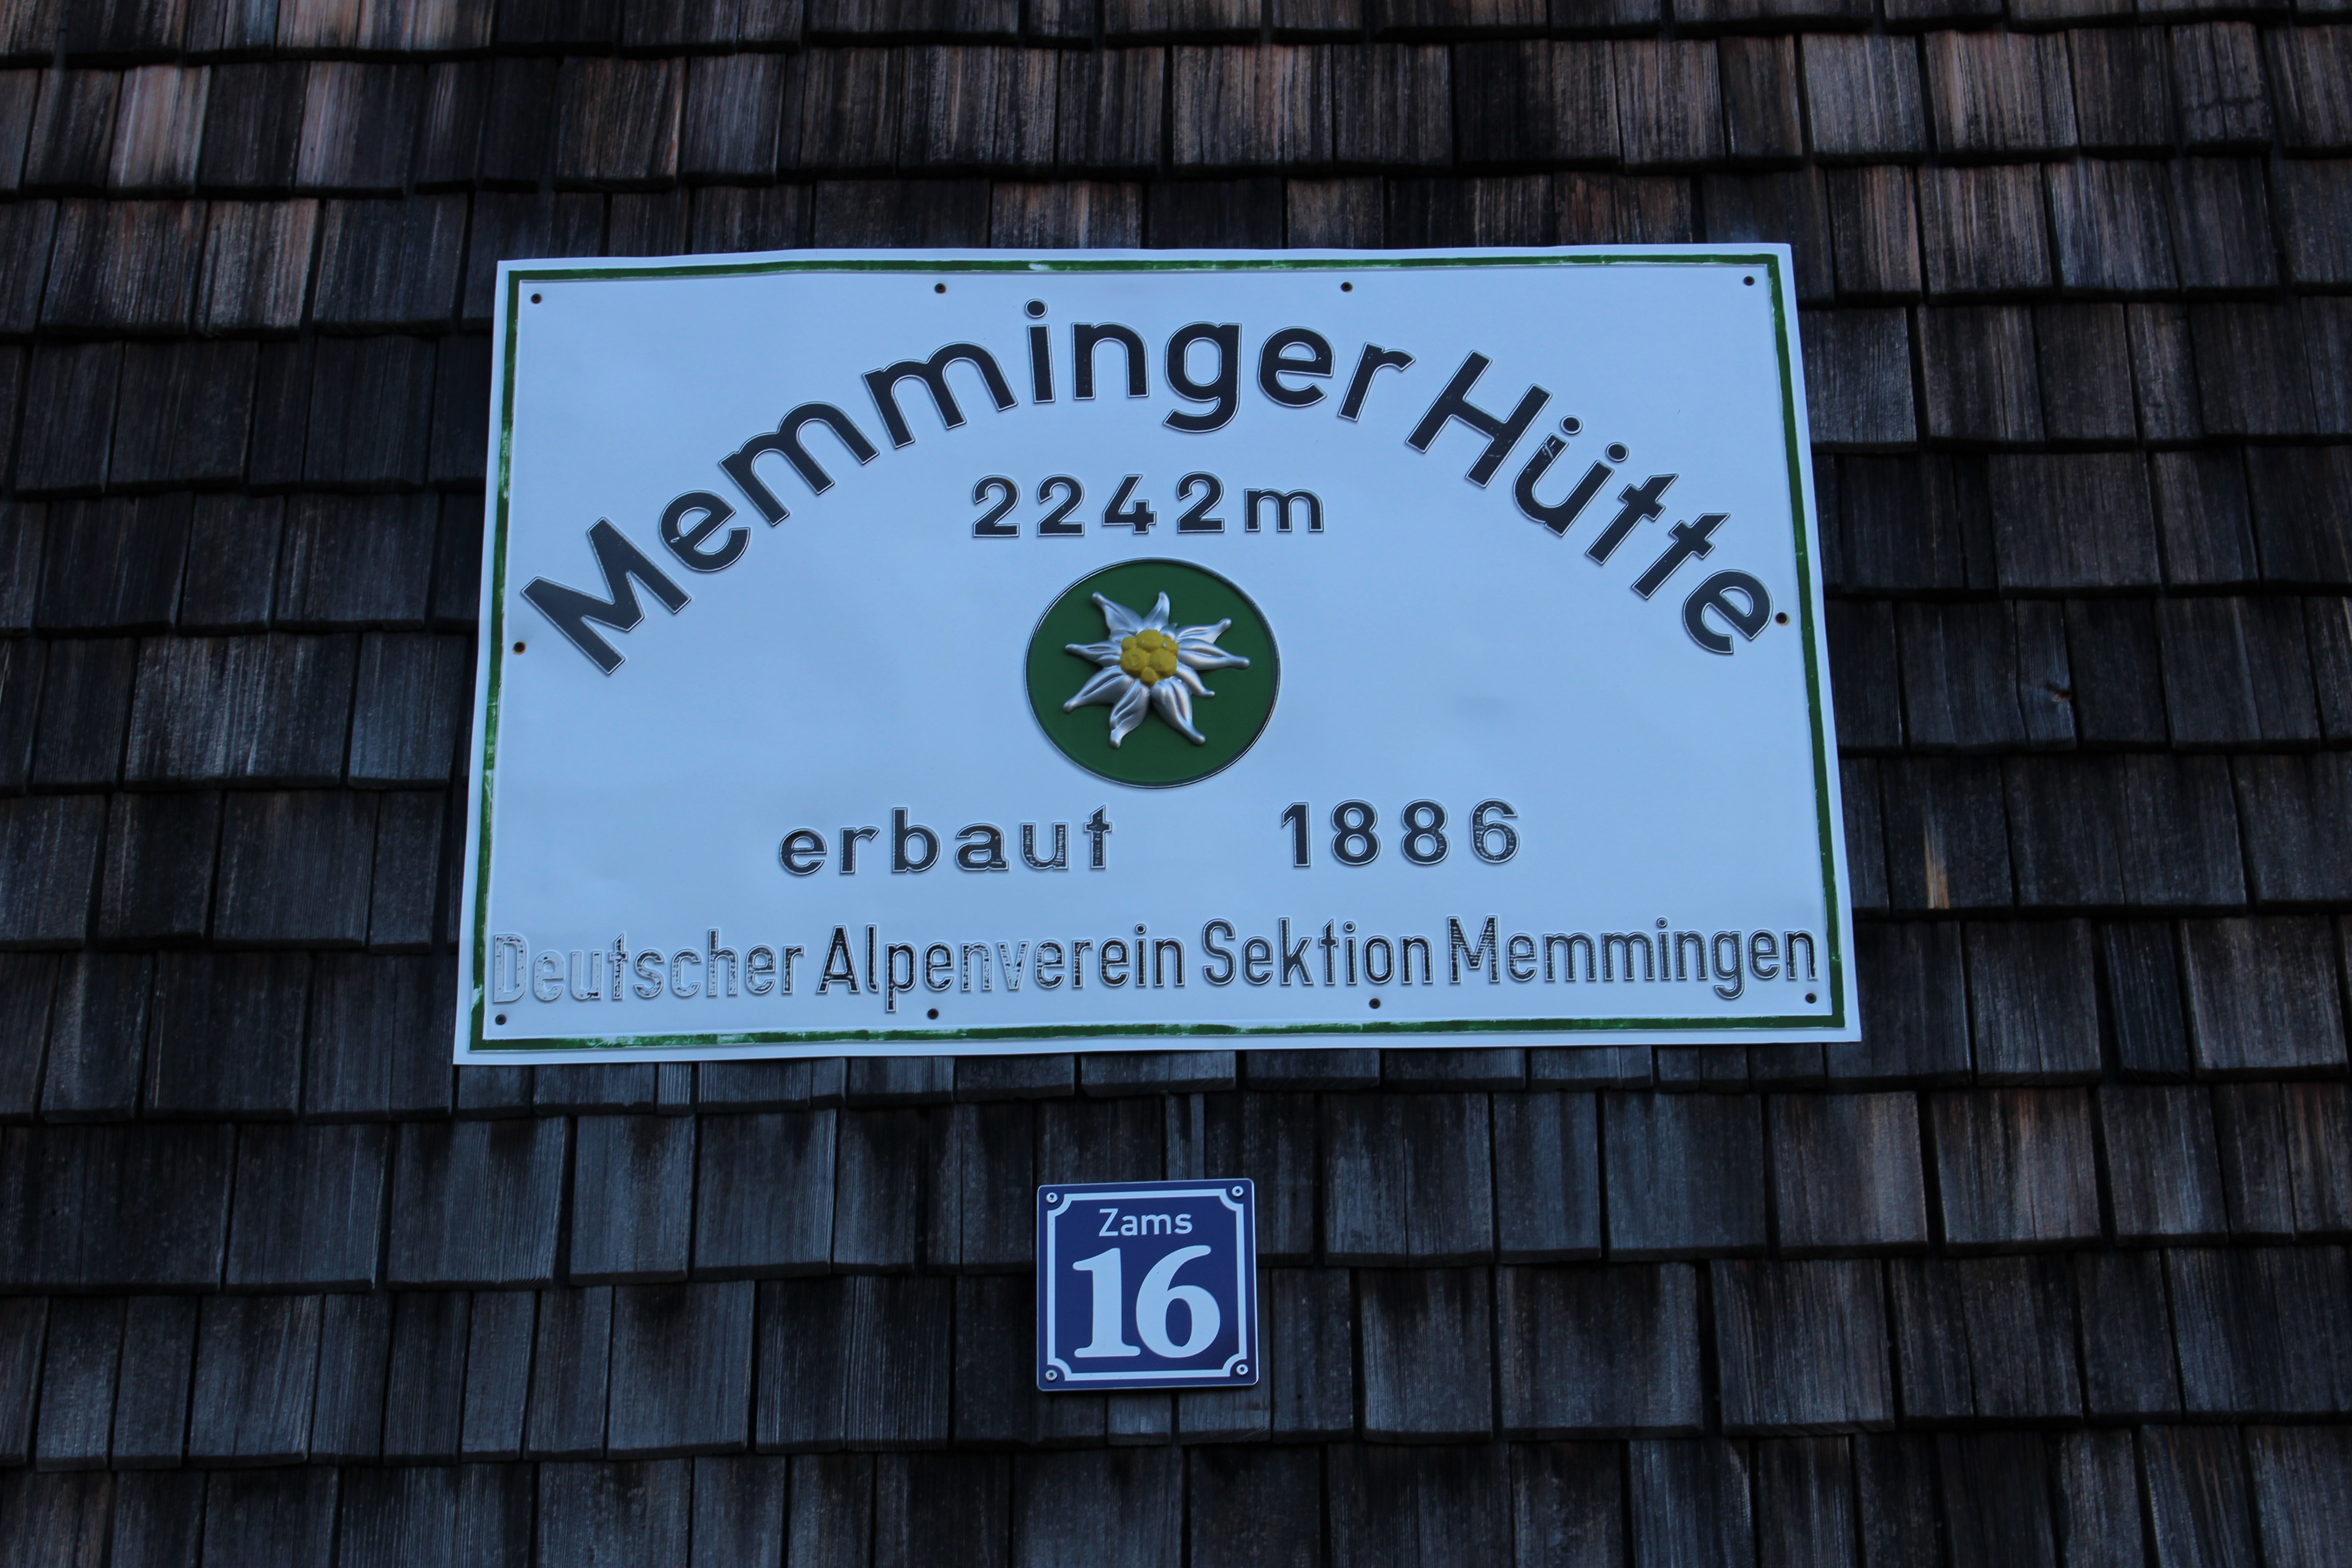 Memminger Hütte
2242m
erbaut 1886
Deutscher Alpenverein Sektion Memmingen
Zams
16